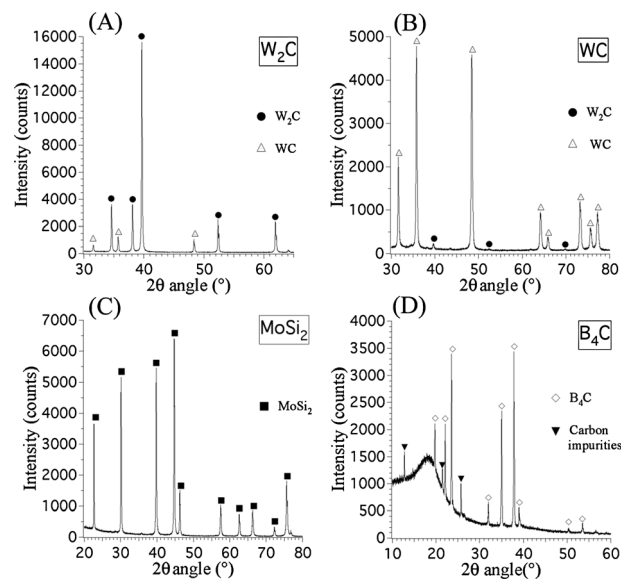 (A)
W₂C
● W₂C
△ WC
Intensity (counts)
16000
14000
12000
10000
8000
6000
4000
2000
0
30 40 50 60
2θ angle (°)
(B)
WC
● W₂C
△ WC
Intensity (counts)
5000
4000
3000
2000
1000
0
30 40 50 60 70 80
2θ angle (°)
(C)
MoSi₂
■ MoSi₂
Intensity (counts)
7000
6000
5000
4000
3000
2000
1000
0
20 30 40 50 60 70 80
2θ angle (°)
(D)
B₄C
◇ B₄C
▼ Carbon
impurities
Intensity (counts)
4000
3500
3000
2500
2000
1500
1000
500
0
10 20 30 40 50 60
2θ angle(°)